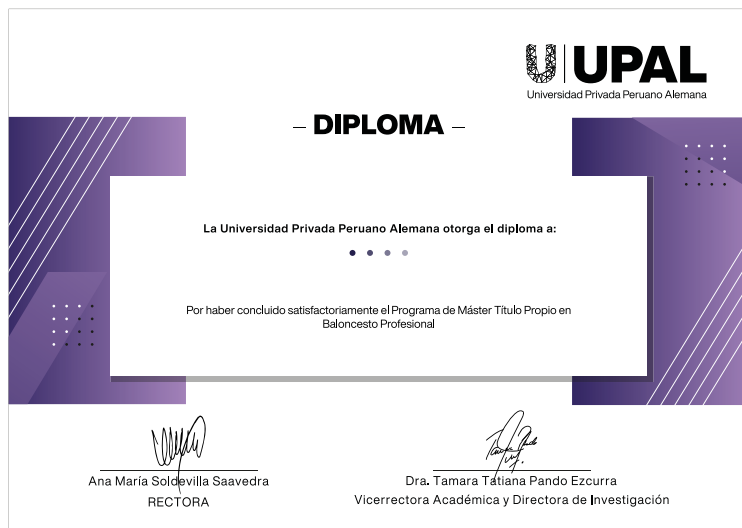 UPAL
Universidad Privada Peruano Alemana
– DIPLOMA –
La Universidad Privada Peruano Alemana otorga el diploma a:
Por haber concluido satisfactoriamente el Programa de Máster Título Propio en
Baloncesto Profesional
Ana María Soldevilla Saavedra
RECTORA
Dra. Tamara Tatiana Pando Ezcurra
Vicerrectora Académica y Directora de Investigación